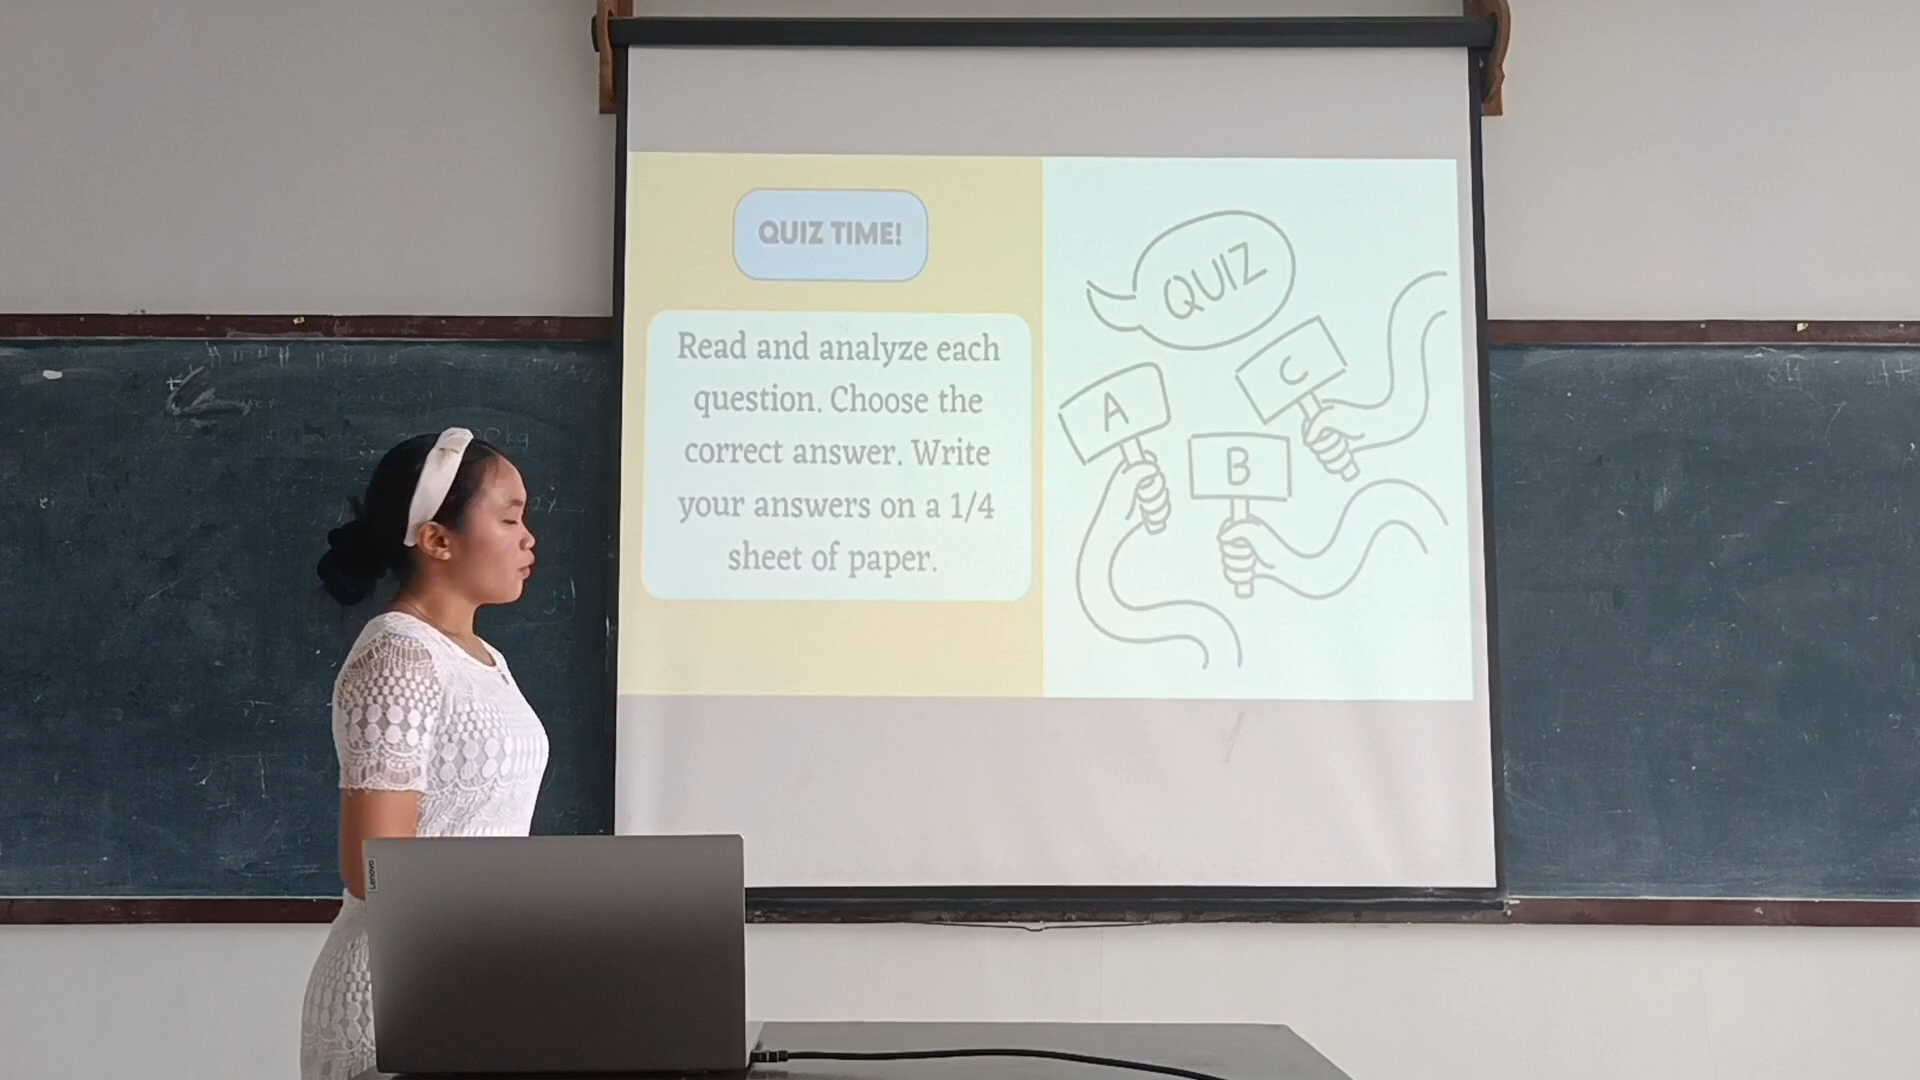 QUIZ TIME!
Read and analyze each
question. Choose the
correct answer. Write
your answers on a 1/4
sheet of paper.
QUIZ
A
B
C
Lenovo